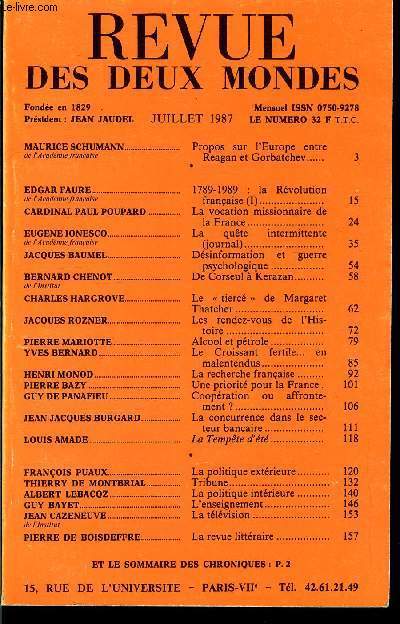 Le-livre.com
REVUE
DES DEUX MONDES
Fondée en 1829 Mensuel ISSN 0750-9278
Président : JEAN JAUDEL JUILLET 1987 LE NUMERO 32 F T.T.C.
MAURICE SCHUMANN Propos sur l'Europe entre
de l'Académie française Reagan et Gorbatchev 3
EDGAR FAURE 1789-1989 : la Révolution
de l'Académie française française (I) 15
CARDINAL PAUL POUPARD La vocation missionnaire de
la France 24
EUGENE IONESCO La quête intermittente
de l'Académie française (journal) 35
JACQUES BAUMEL Désinformation et guerre
psychologique 54
BERNARD CHENOT De Corseul à Kerazan 58
de l'Institut
CHARLES HARGROVE Le « tiercé » de Margaret
Thatcher 62
JACQUES ROZNER Les rendez-vous de l'His-
toire 72
PIERRE MARIOTTE Alcool et pétrole 79
YVES BERNARD Le Croissant fertile... en
malentendus 85
HENRI MONOD La recherche française 92
PIERRE BAZY Une priorité pour la France 101
GUY DE PANAFIEU Coopération ou affronte-
ment ? 106
JEAN JACQUES BURGARD La concurrence dans le sec-
teur bancaire 111
LOUIS AMADE La Tempête d'été 118
FRANÇOIS PUAUX La politique extérieure 120
THIERRY DE MONTBRIAL Tribune 132
ALBERT LEBACQZ La politique intérieure 140
GUY BAYET L'enseignement 146
JEAN CAZENEUVE La télévision 153
de l'Institut
PIERRE DE BOISDEFFRE La revue littéraire 157
ET LE SOMMAIRE DES CHRONIQUES : P. 2
15, RUE DE L'UNIVERSITE - PARIS-VIIe - Tél. 42.61.21.49